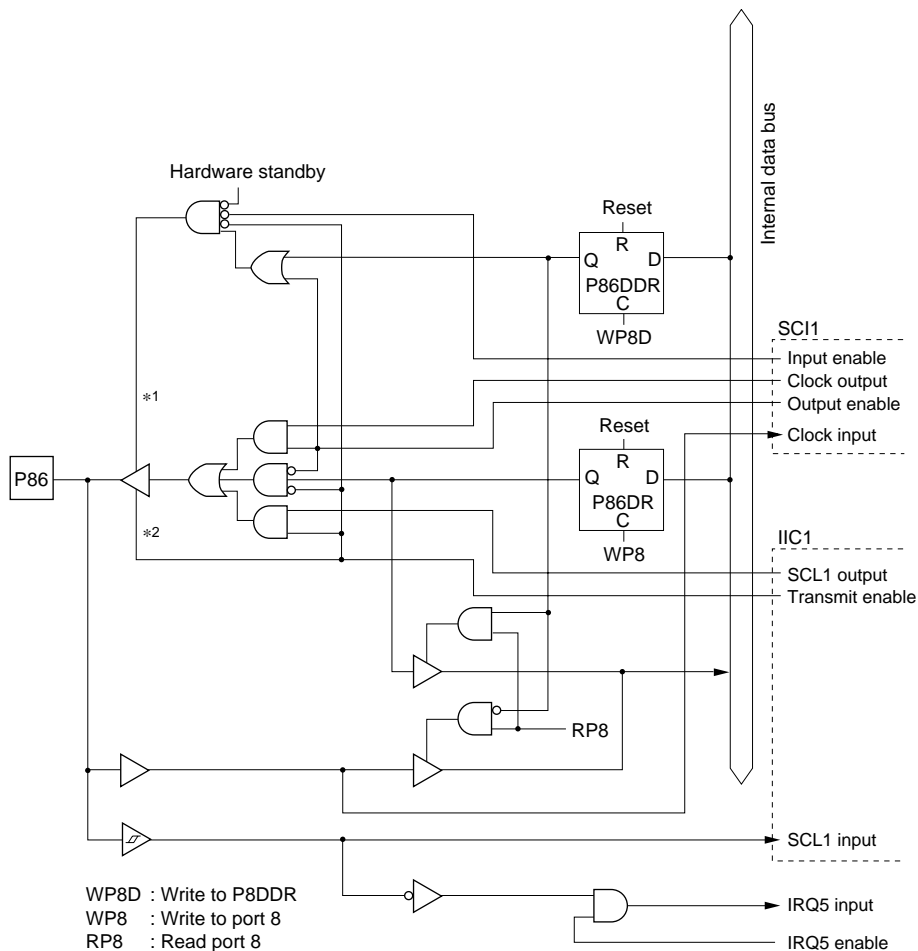 Internal data bus
Hardware standby
Reset
R
Q D
P86DDR
C
WP8D
SCI1
Input enable
Clock output
Output enable
Clock input
*1
Reset
R
Q D
P86DR
C
WP8
P86
*2
IIC1
SCL1 output
Transmit enable
RP8
SCL1 input
WP8D : Write to P8DDR
WP8 : Write to port 8
RP8 : Read port 8
IRQ5 input
IRQ5 enable